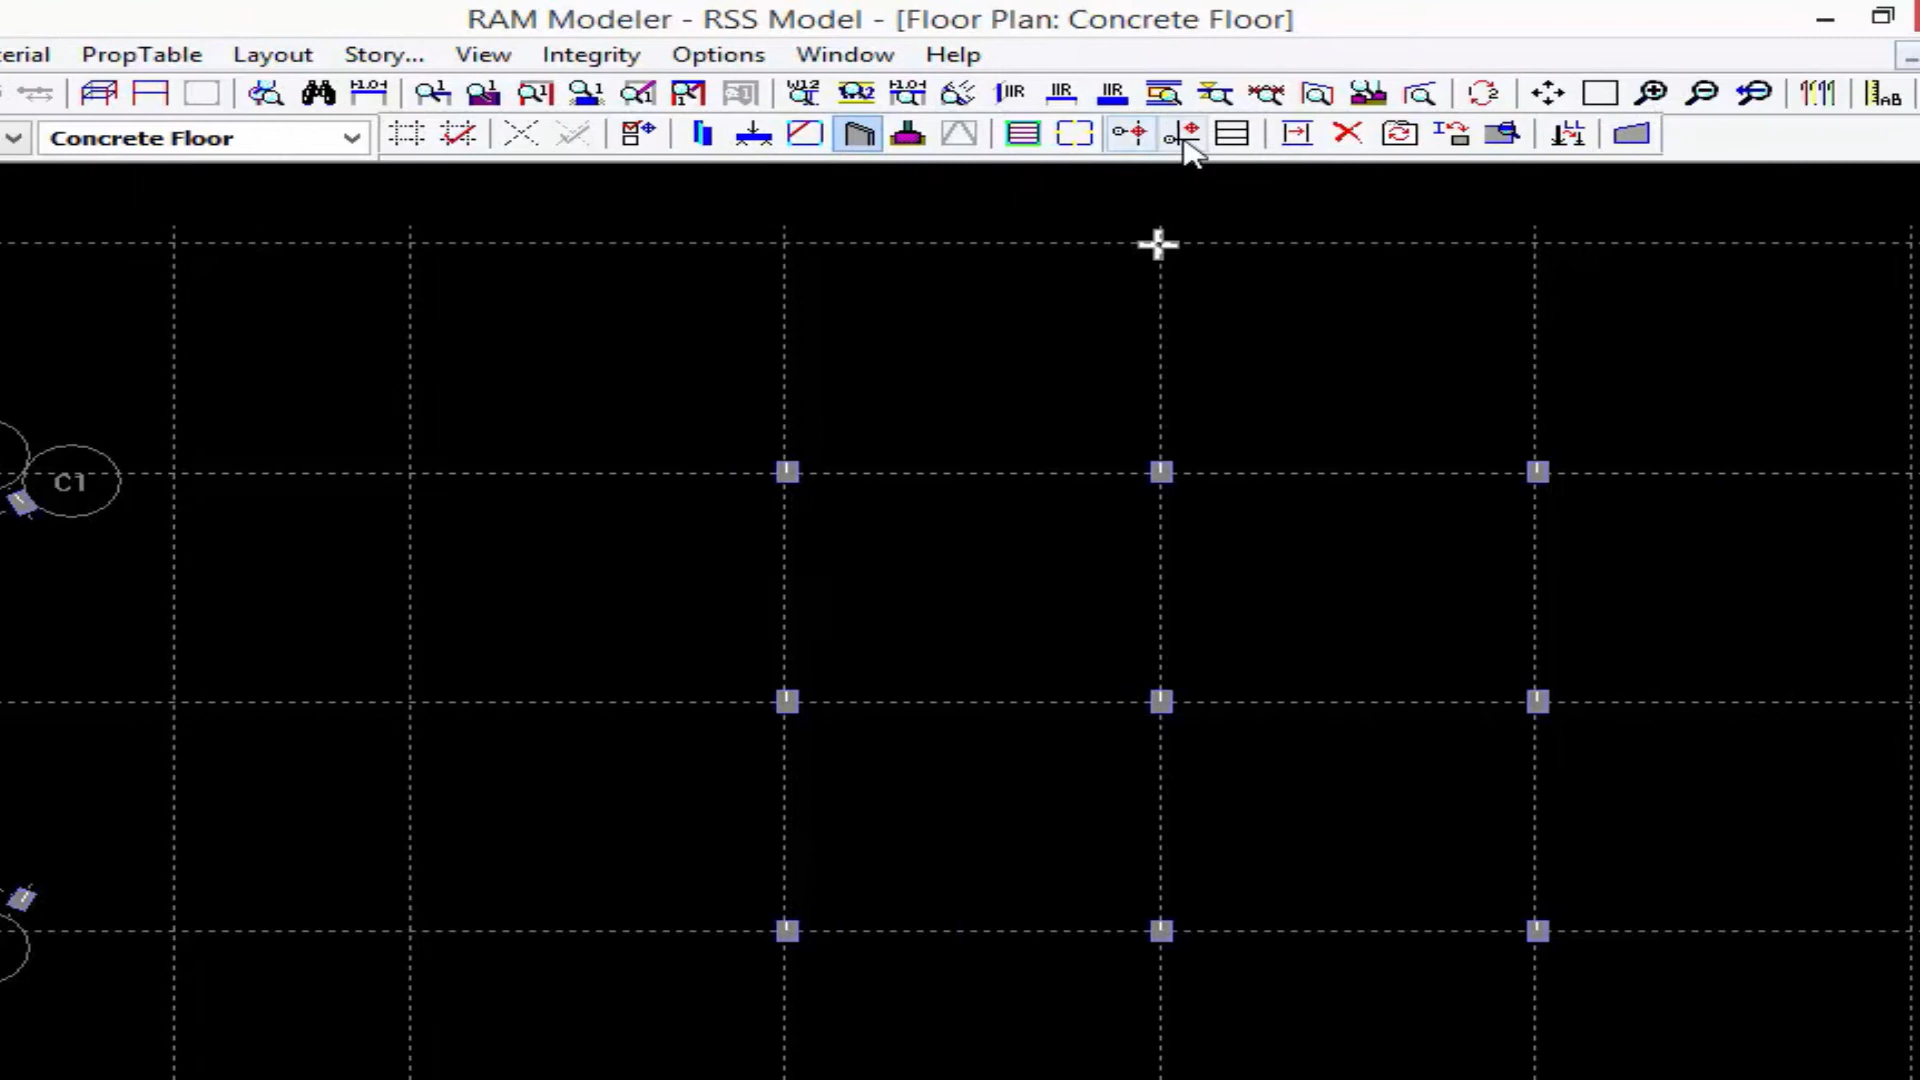 RAM Modeler - RSS Model - [Floor Plan: Concrete Floor]
erial PropTable Layout Story... View Integrity Options Window Help
Concrete Floor
C1